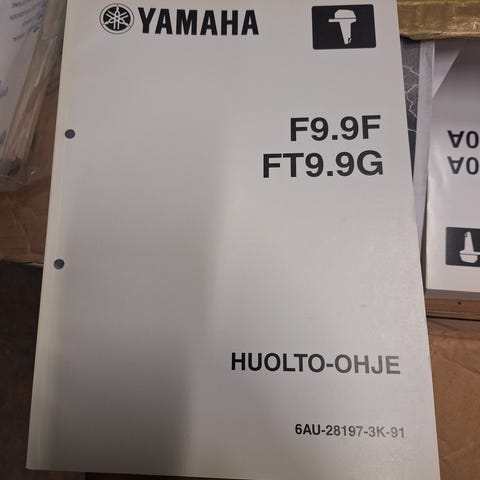 YAMAHA
F9.9F
FT9.9G
HUOLTO-OHJE
6AU-28197-3K-91